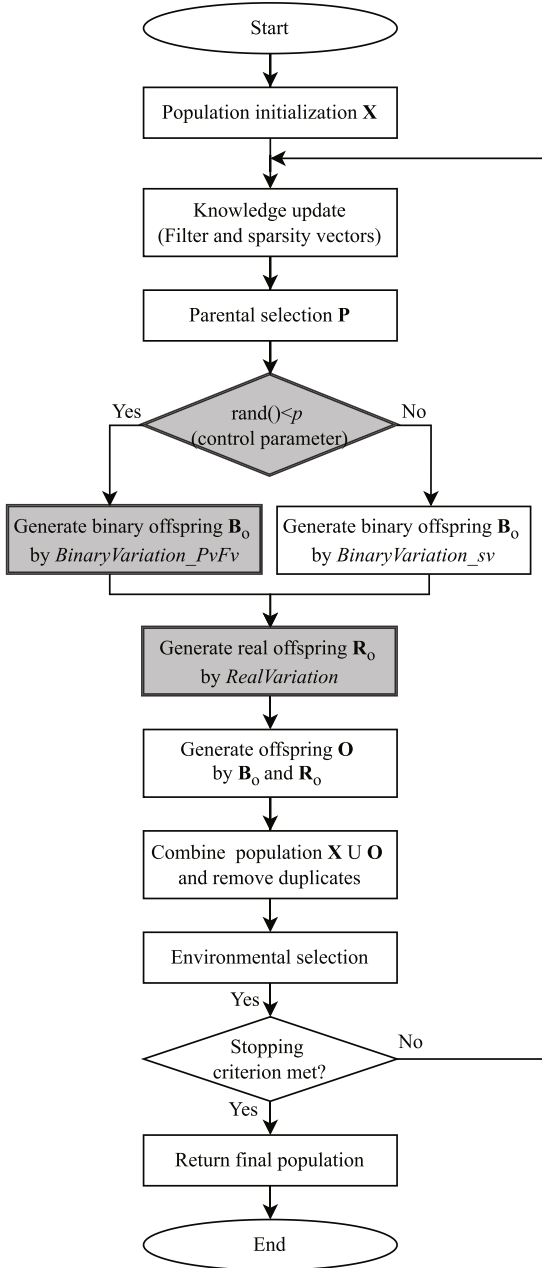 Start
Population initialization X
Knowledge update
(Filter and sparsity vectors)
Parental selection P
rand()<p
(control parameter)
Yes
No
Generate binary offspring Bo
by BinaryVariation_PvFv
Generate binary offspring Bo
by BinaryVariation_sv
Generate real offspring Ro
by RealVariation
Generate offspring O
by Bo and Ro
Combine population X U O
and remove duplicates
Environmental selection
Yes
Stopping
criterion met?
No
Yes
Return final population
End